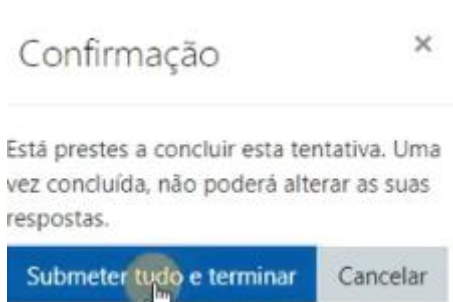 Confirmação ×
Está prestes a concluir esta tentativa. Uma
vez concluída, não poderá alterar as suas
respostas.
Submeter tudo e terminar Cancelar